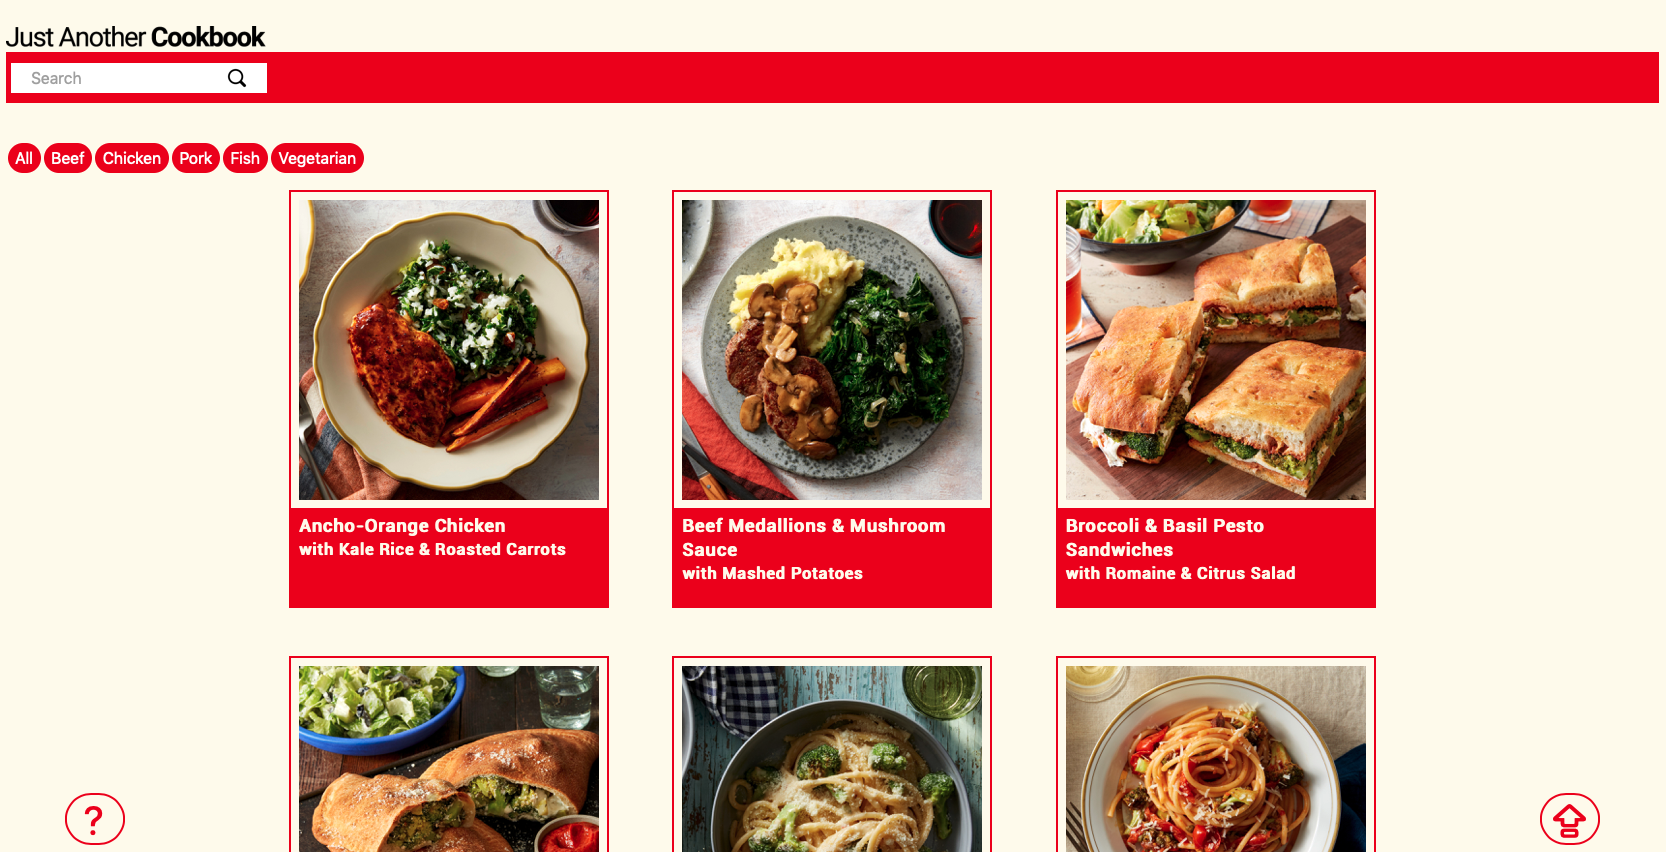 Just Another Cookbook
Search
All Beef Chicken Pork Fish Vegetarian
Ancho-Orange Chicken
with Kale Rice & Roasted Carrots
Beef Medallions & Mushroom
Sauce
with Mashed Potatoes
Broccoli & Basil Pesto
Sandwiches
with Romaine & Citrus Salad
?